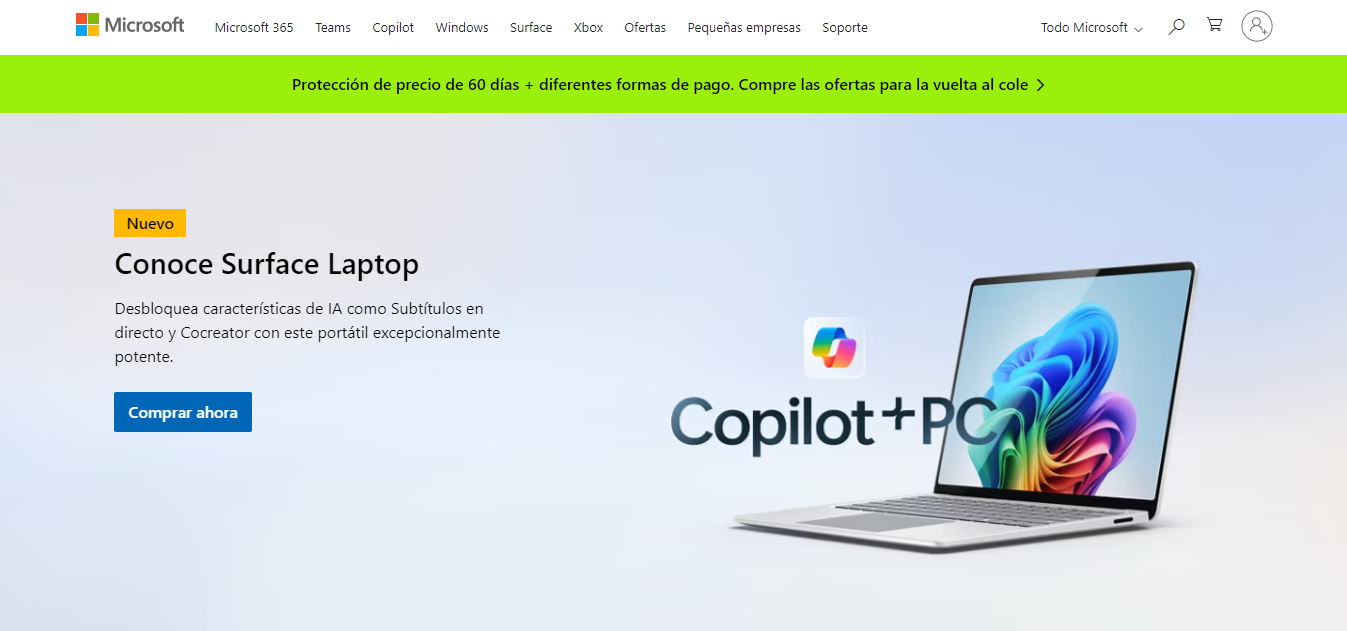 Microsoft
Microsoft 365 Teams Copilot Windows Surface Xbox Ofertas Pequeñas empresas Soporte
Todo Microsoft
Protección de precio de 60 días + diferentes formas de pago. Compre las ofertas para la vuelta al cole
Nuevo
Conoce Surface Laptop
Desbloquea características de IA como Subtítulos en
directo y Cocreator con este portátil excepcionalmente
potente.
Comprar ahora
Copilot+PC